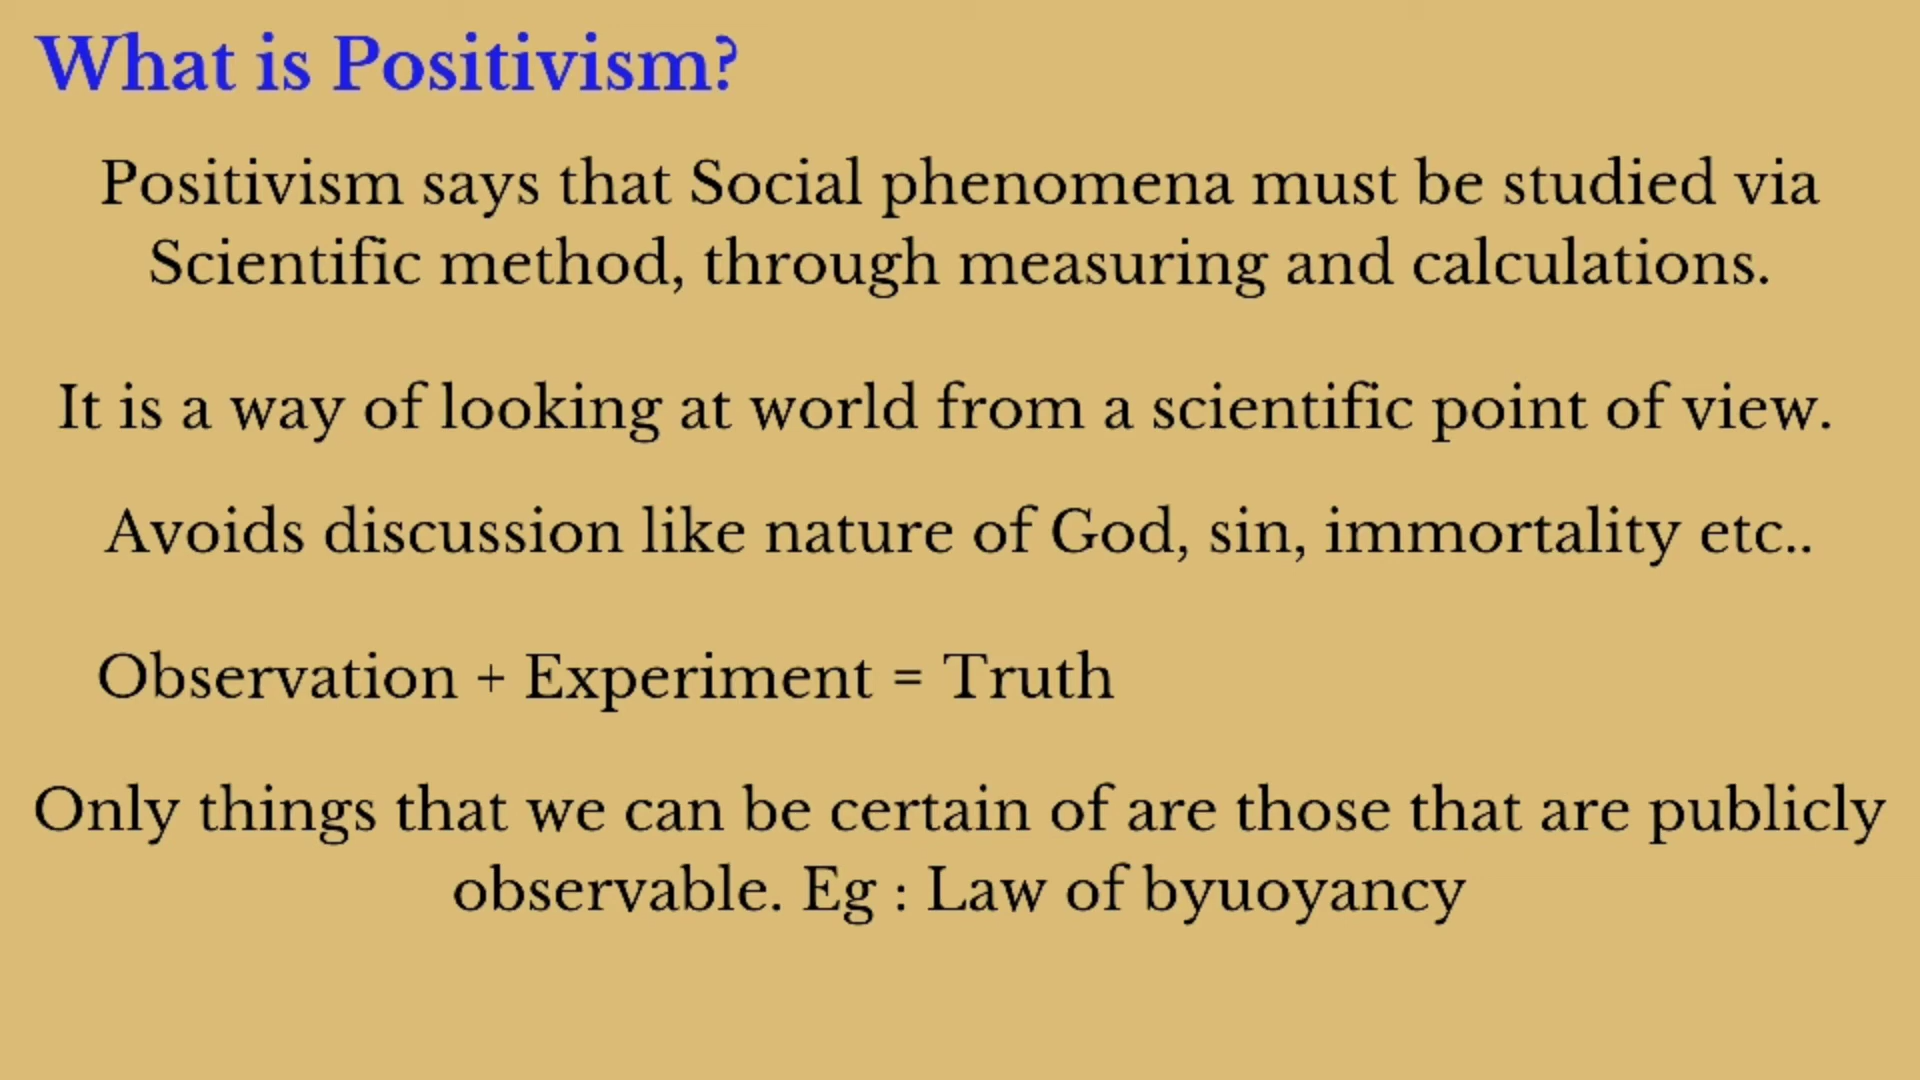 What is Positivism?
Positivism says that Social phenomena must be studied via
Scientific method, through measuring and calculations.
It is a way of looking at world from a scientific point of view.
Avoids discussion like nature of God, sin, immortality etc..
Observation + Experiment = Truth
Only things that we can be certain of are those that are publicly
observable. Eg : Law of byuoyancy